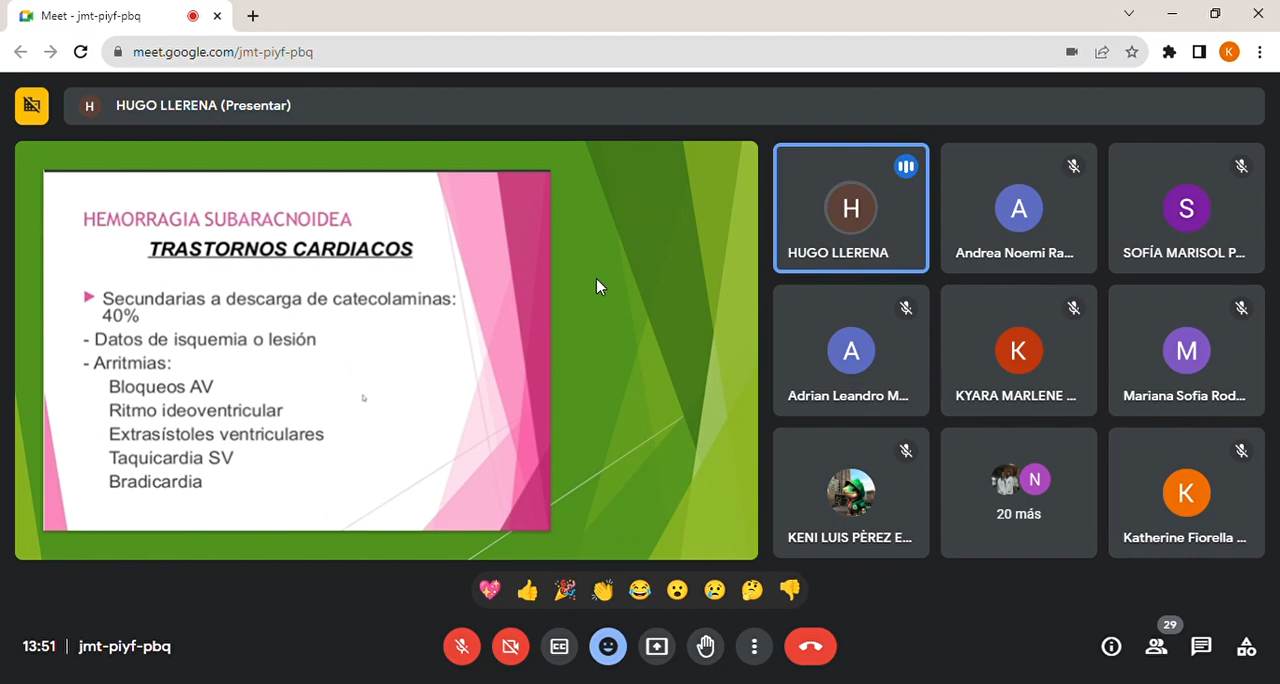 Meet - jmt-piyf-pbq
meet.google.com/jmt-piyf-pbq
K
H
HUGO LLERENA (Presentar)
HEMORRAGIA SUBARACNOIDEA
TRASTORNOS CARDIACOS
Secundarias a descarga de catecolaminas:
40%
- Datos de isquemia o lesión
- Arritmias:
Bloqueos AV
Ritmo ideoventricular
Extrasístoles ventriculares
Taquicardia SV
Bradicardia
H
HUGO LLERENA
A
Andrea Noemi Ra...
S
SOFÍA MARISOL P...
A
Adrian Leandro M...
K
KYARA MARLENE ...
M
Mariana Sofia Rod...
KENI LUIS PÈREZ E...
N
20 más
K
Katherine Fiorella ...
13:51 | jmt-piyf-pbq
CC
29